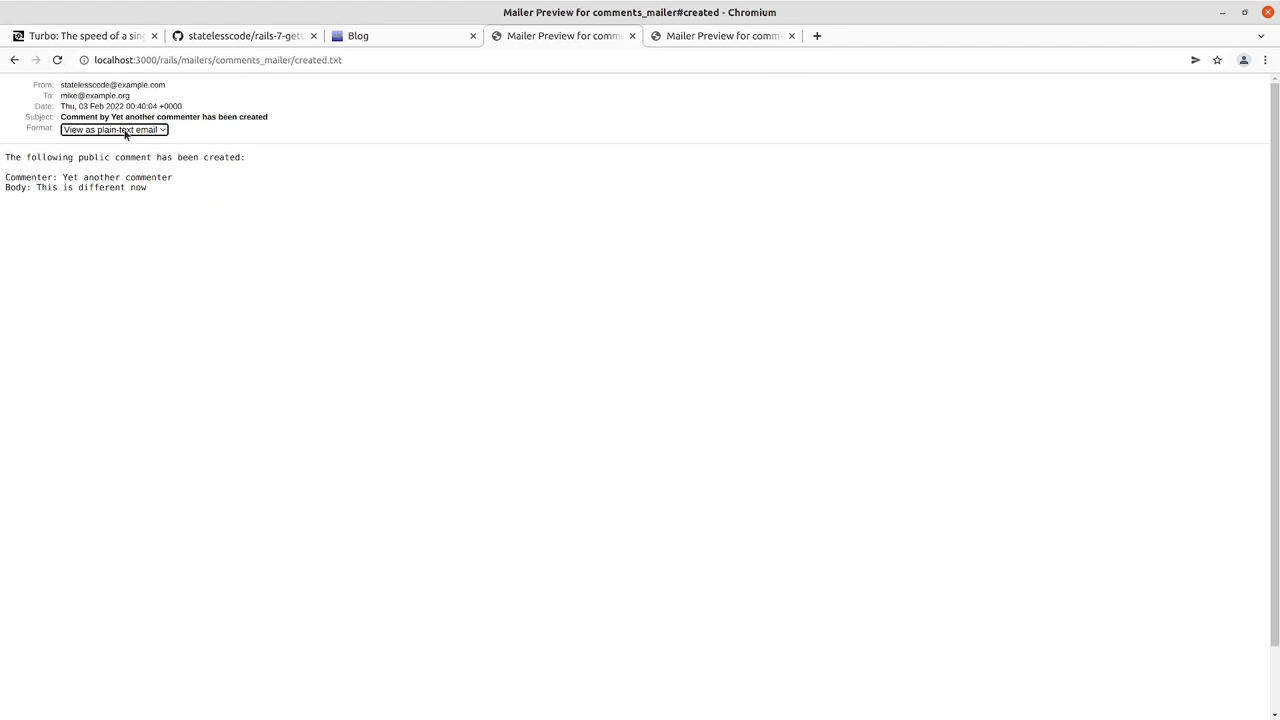 Mailer Preview for comments_mailer#created - Chromium
Turbo: The speed of a sing
statelesscode/rails-7-gett
Blog
Mailer Preview for comme
Mailer Preview for comme
localhost:3000/rails/mailers/comments_mailer/created.txt
From: statelesscode@example.com
To: mike@example.org
Date: Thu, 03 Feb 2022 00:40:04 +0000
Subject: Comment by Yet another commenter has been created
Format: View as plain-text email
The following public comment has been created:
Commenter: Yet another commenter
Body: This is different now